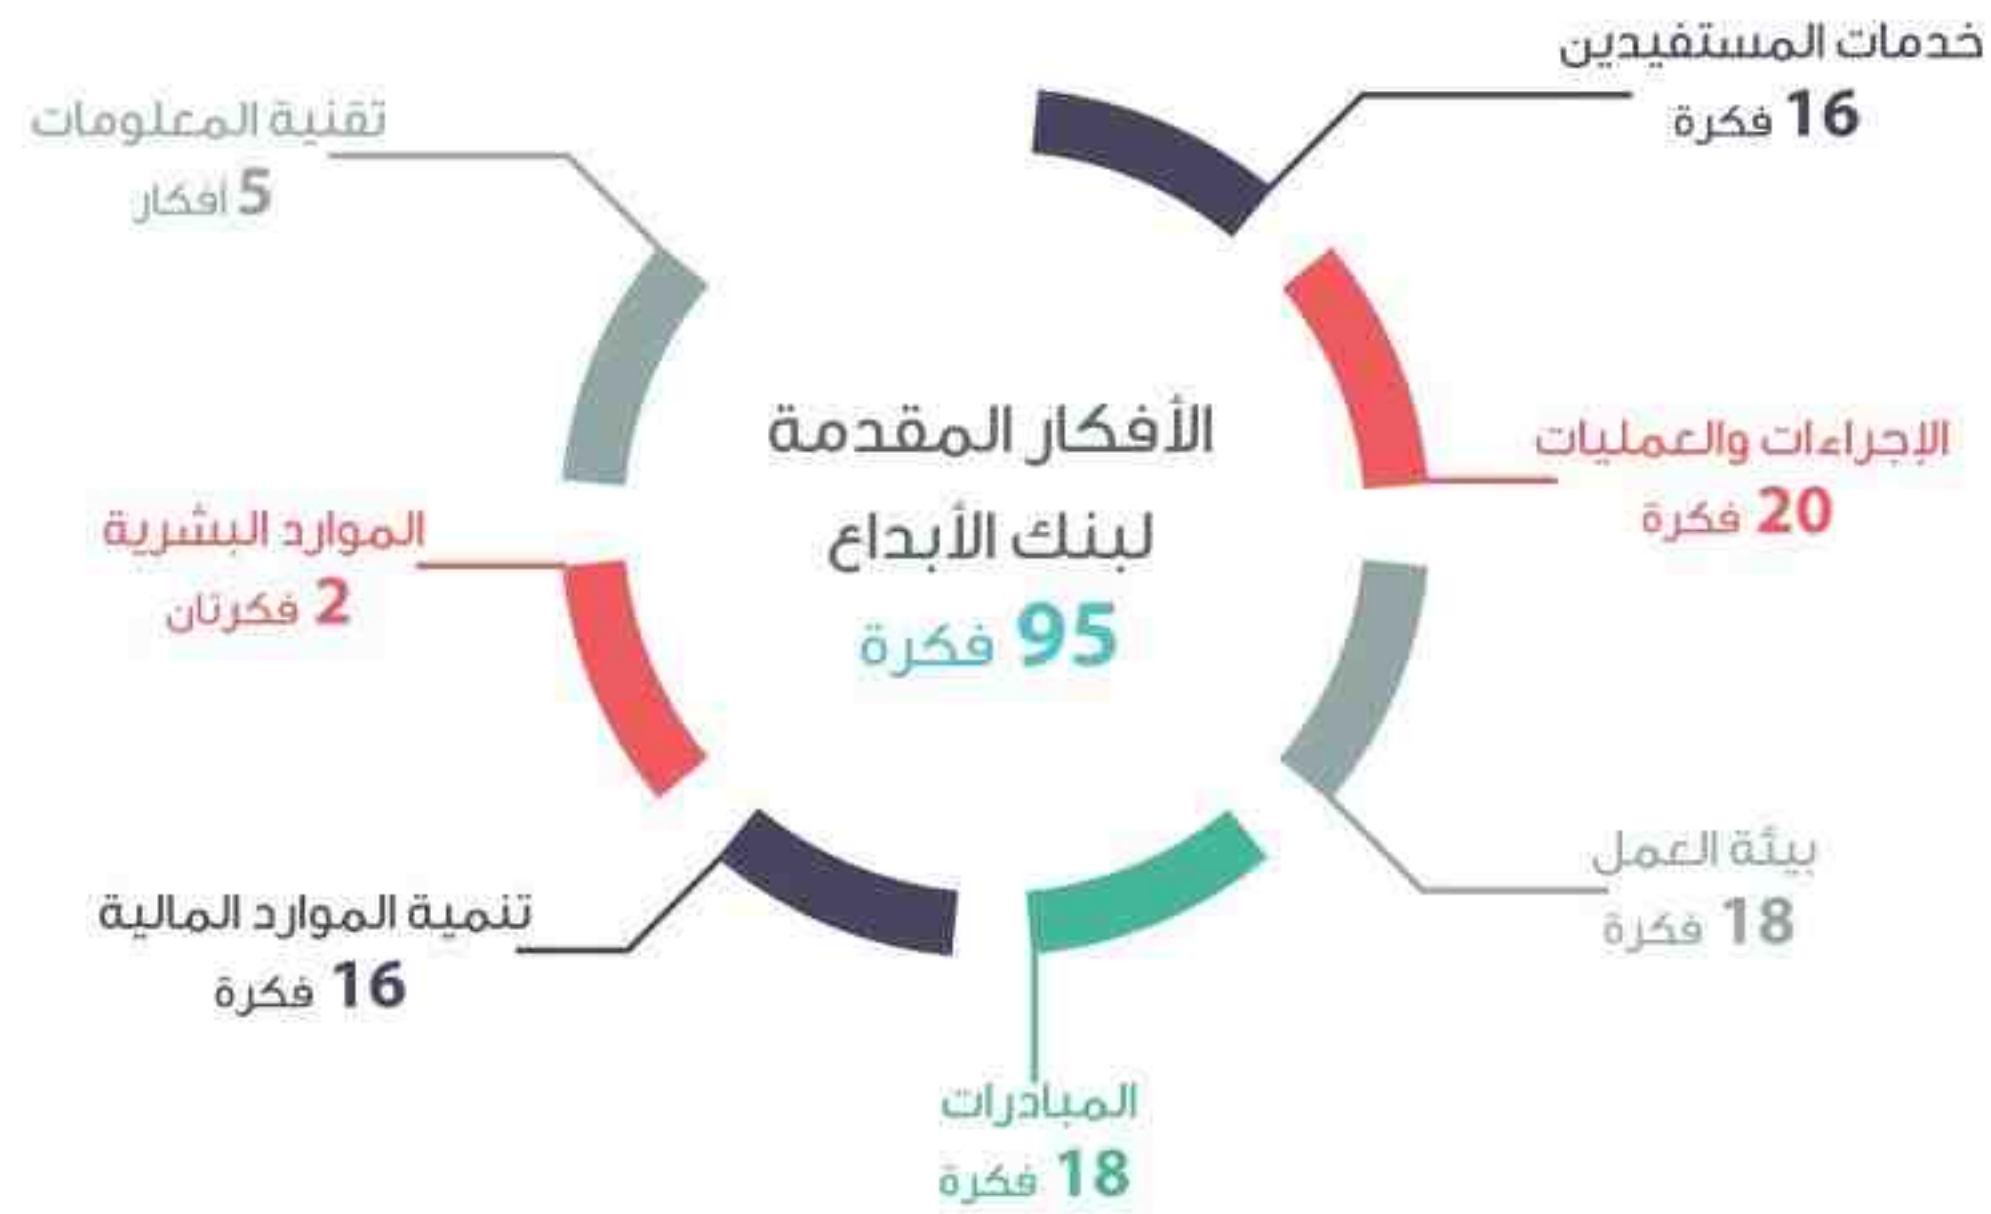 خدمات المستفيدين
16 فكرة
الإجراءات والعمليات
20 فكرة
بيئة العمل
18 فكرة
المبادرات
18 فكرة
تنمية الموارد المالية
16 فكرة
الموارد البشرية
2 فكرتان
تقنية المعلومات
5 أفكار
الأفكار المقدمة
لبنك الأبداع
95 فكرة